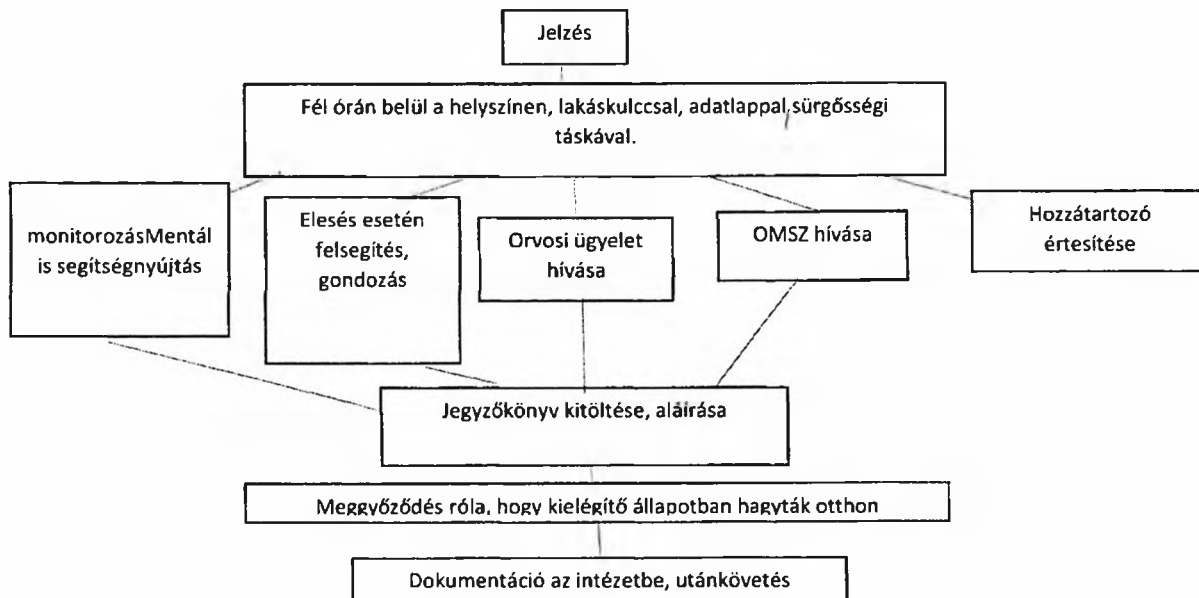 Jelzés
Fél órán belül a helyszínen, lakáskulccsal, adatlappal,sürgősségi
táskával.
monitorozásMentál
is segítségnyújtás
Elesés esetén
felsegítés,
gondozás
Orvosi ügyelet
hívása
OMSZ hívása
Hozzátartozó
értesítése
Jegyzőkönyv kitöltése, aláírása
Meggyőződés róla, hogy kielégítő állapotban hagyták otthon
Dokumentáció az intézetbe, utánkövetés